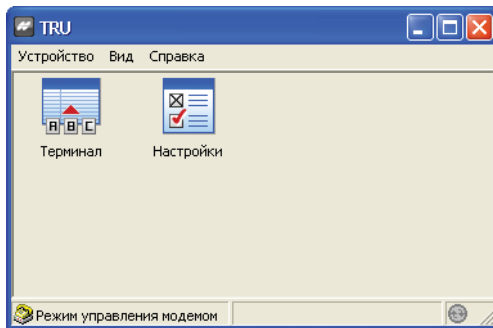 TRU
Устройство Вид Справка
A B C
Терминал Настройки
Режим управления модемом